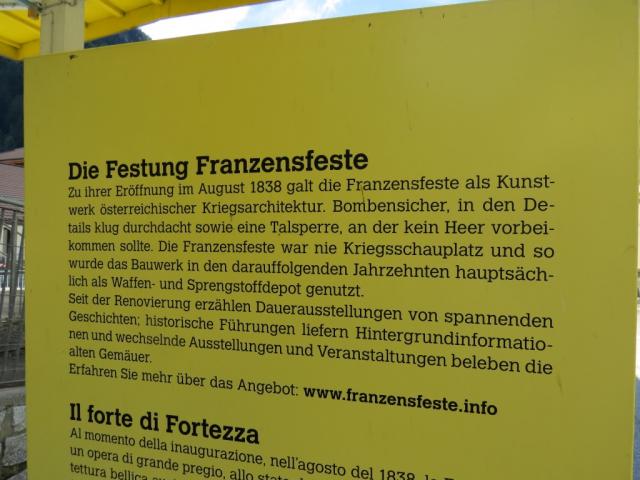 Die Festung Franzensfeste
Zu ihrer Eröffnung im August 1838 galt die Franzensfeste als Kunst-
werk österreichischer Kriegsarchitektur. Bombensicher, in den De-
tails klug durchdacht sowie eine Talsperre, an der kein Heer vorbei-
kommen sollte. Die Franzensfeste war nie Kriegsschauplatz und so
wurde das Bauwerk in den darauffolgenden Jahrzehnten hauptsäch-
lich als Waffen- und Sprengstoffdepot genutzt.
Seit der Renovierung erzählen Dauerausstellungen von spannenden
Geschichten; historische Führungen liefern Hintergrundinformatio-
nen und wechselnde Ausstellungen und Veranstaltungen beleben die
alten Gemäuer.
Erfahren Sie mehr über das Angebot: www.franzensfeste.info
Il forte di Fortezza
Al momento della inaugurazione, nell'agosto del 1838, la
un opera di grande pregio, allo
tettura bellica